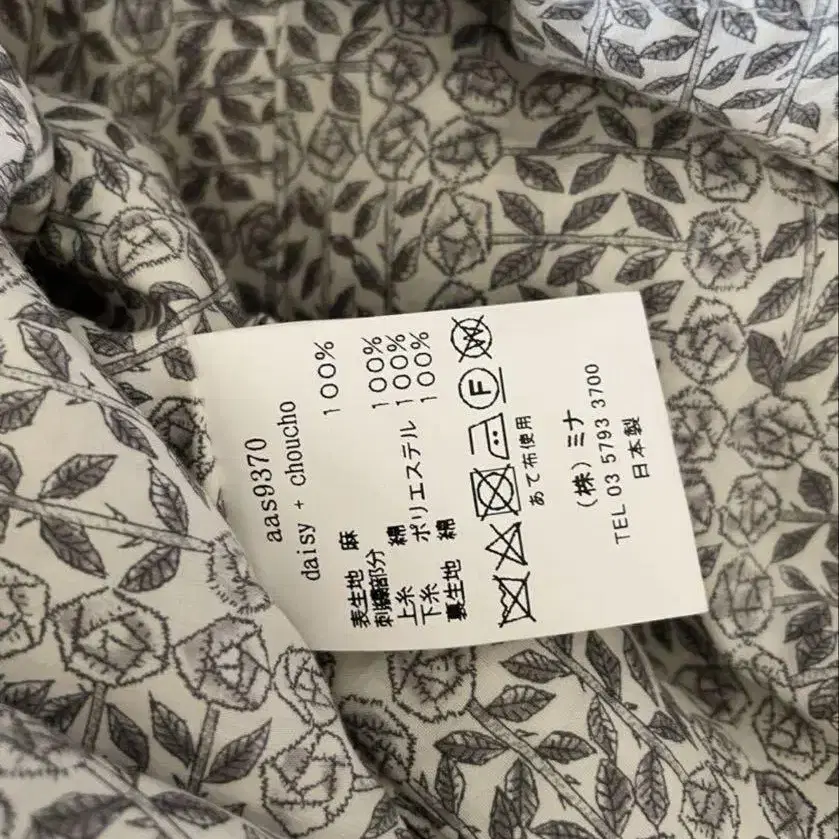 aas9370
daisy + choucho
表生地 麻 100%
刺繍部分
上糸 綿 100%
下糸 ポリエステル 100%
裏生地 綿 100%
F
W
あて布使用
(株)ミナ
TEL 03 5793 3700
日本製